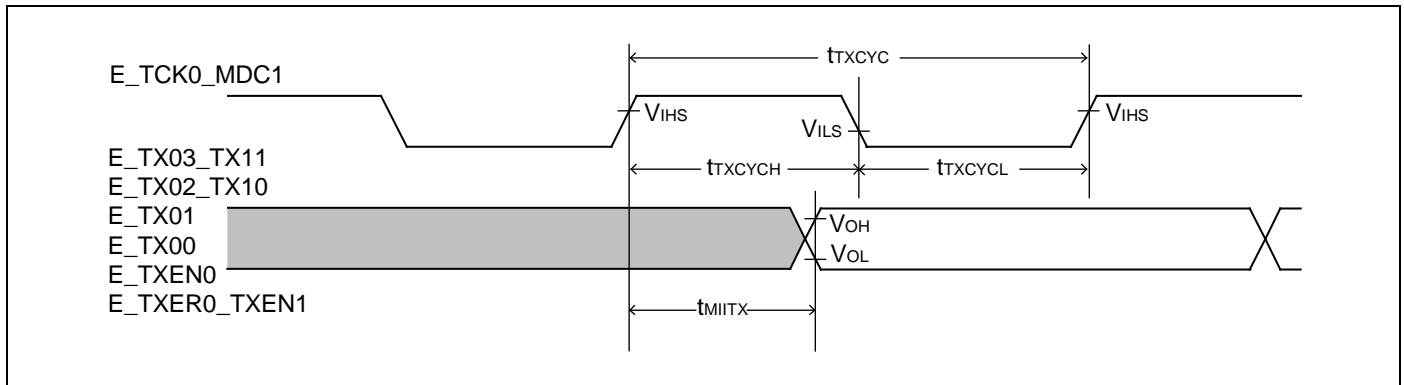 tTXCYC
E_TCK0_MDC1
VIHS
VILS
VIHS
E_TX03_TX11
tTXCYCH
tTXCYCL
E_TX02_TX10
E_TX01
VOH
E_TX00
VOL
E_TXEN0
E_TXER0_TXEN1
tMIITX